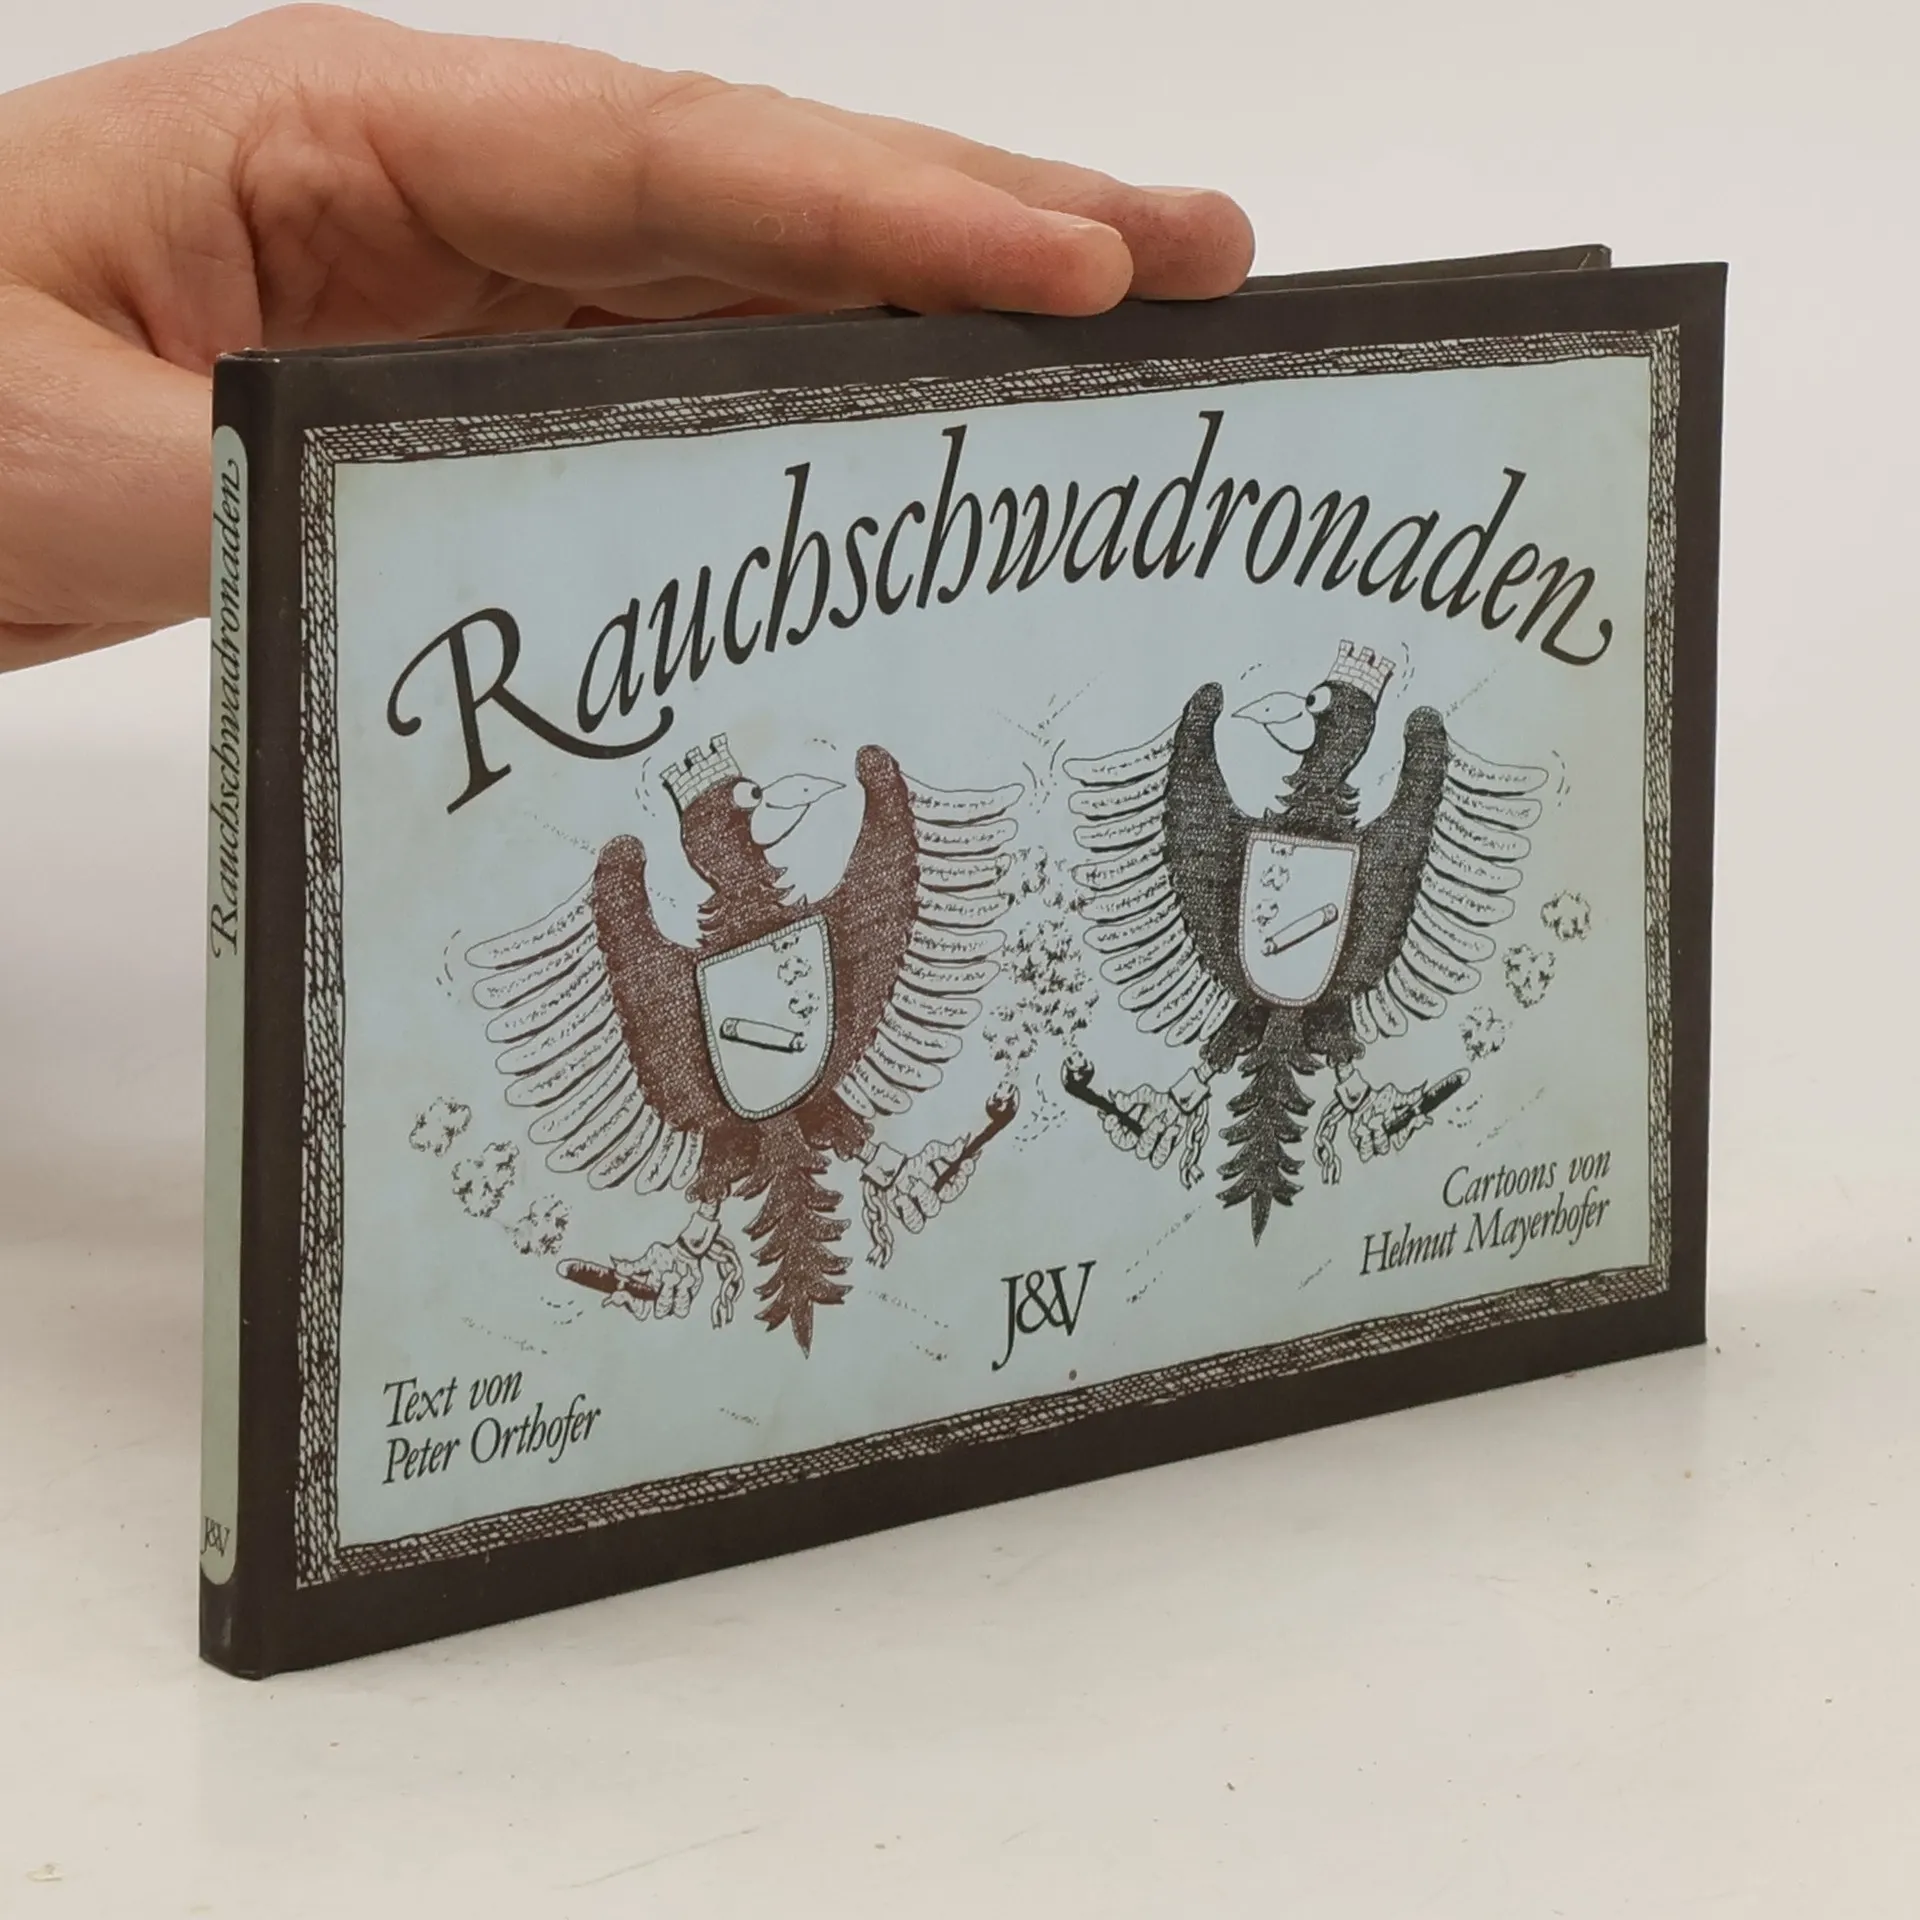 Rauchschwadronaden
J&V
Rauchschwadronaden
Cartoons von
Helmut Mayerhofer
J&V
Text von
Peter Orthofer